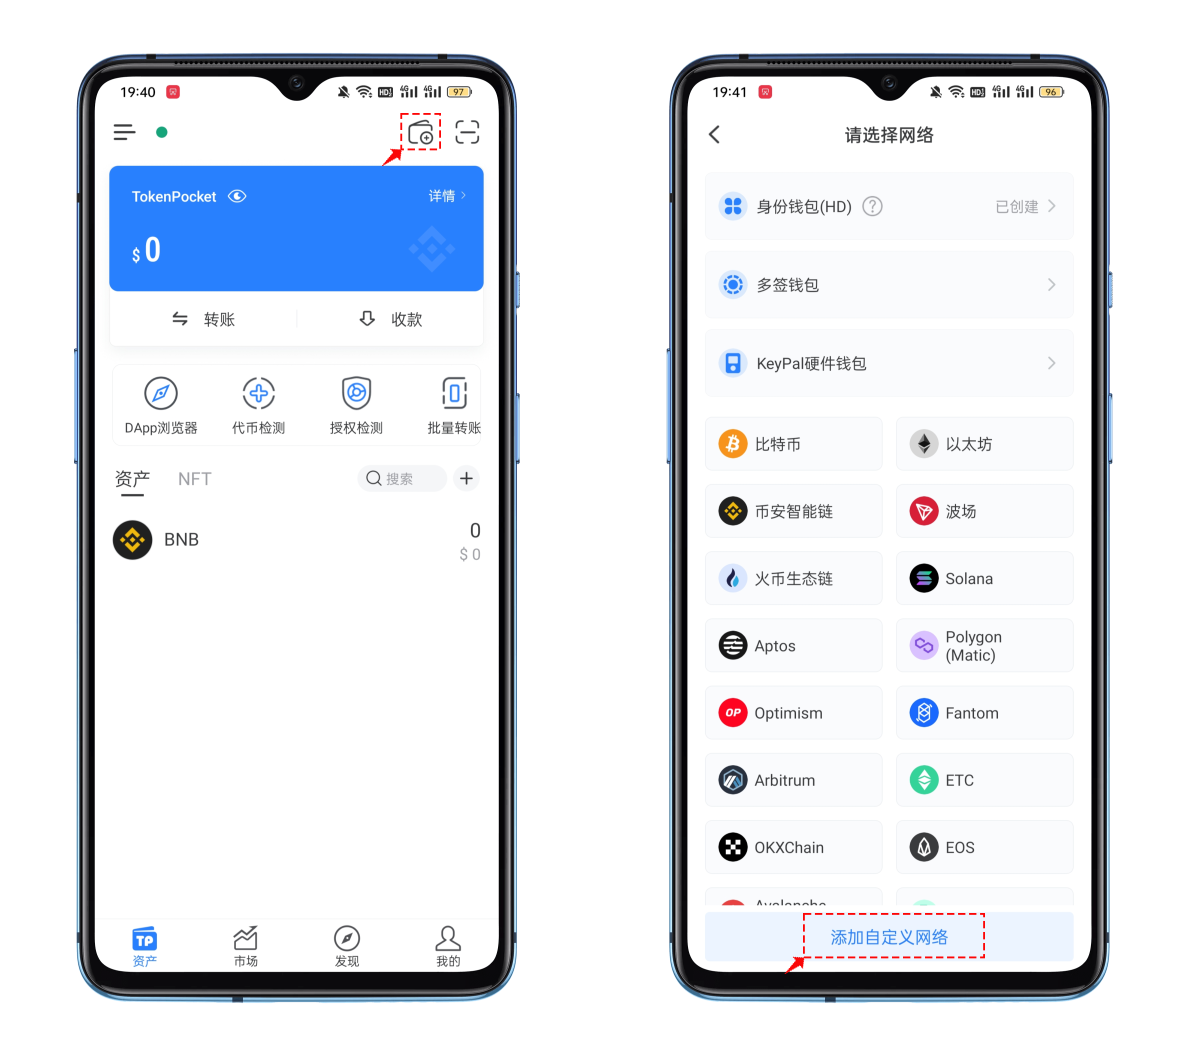 19:40
97
TokenPocket
详情
$ 0
转账
收款
DApp浏览器
代币检测
授权检测
批量转账
资产
NFT
搜索
BNB
0
$ 0
TP
资产
市场
发现
我的
19:41
96
请选择网络
身份钱包(HD)
已创建
多签钱包
KeyPal硬件钱包
比特币
以太坊
币安智能链
波场
火币生态链
Solana
Aptos
Polygon
(Matic)
OP
Optimism
Fantom
Arbitrum
ETC
OKXChain
EOS
Avalanche
添加自定义网络